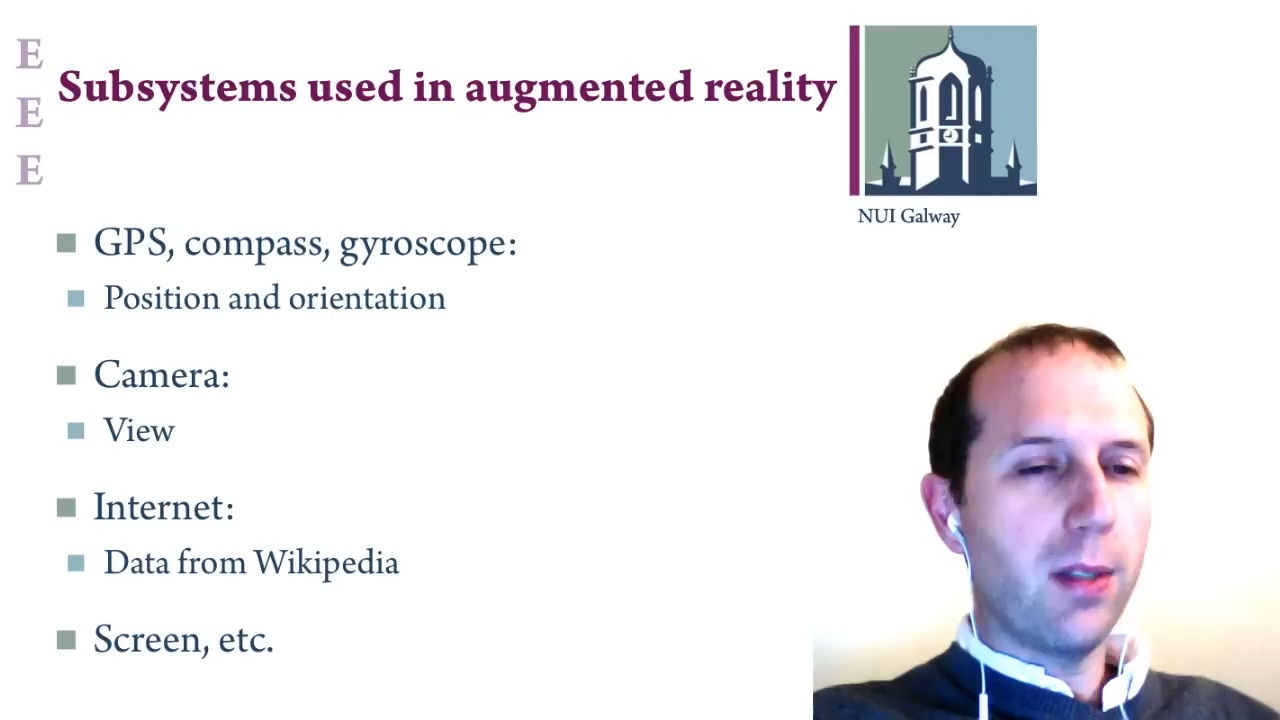 E
E
E
Subsystems used in augmented reality
NUI Galway
GPS, compass, gyroscope:
Position and orientation
Camera:
View
Internet:
Data from Wikipedia
Screen, etc.